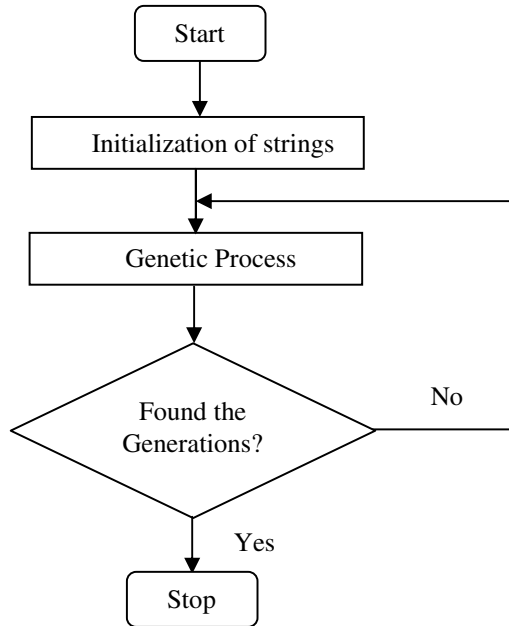 Start
Initialization of strings
Genetic Process
Found the
Generations?
No
Yes
Stop